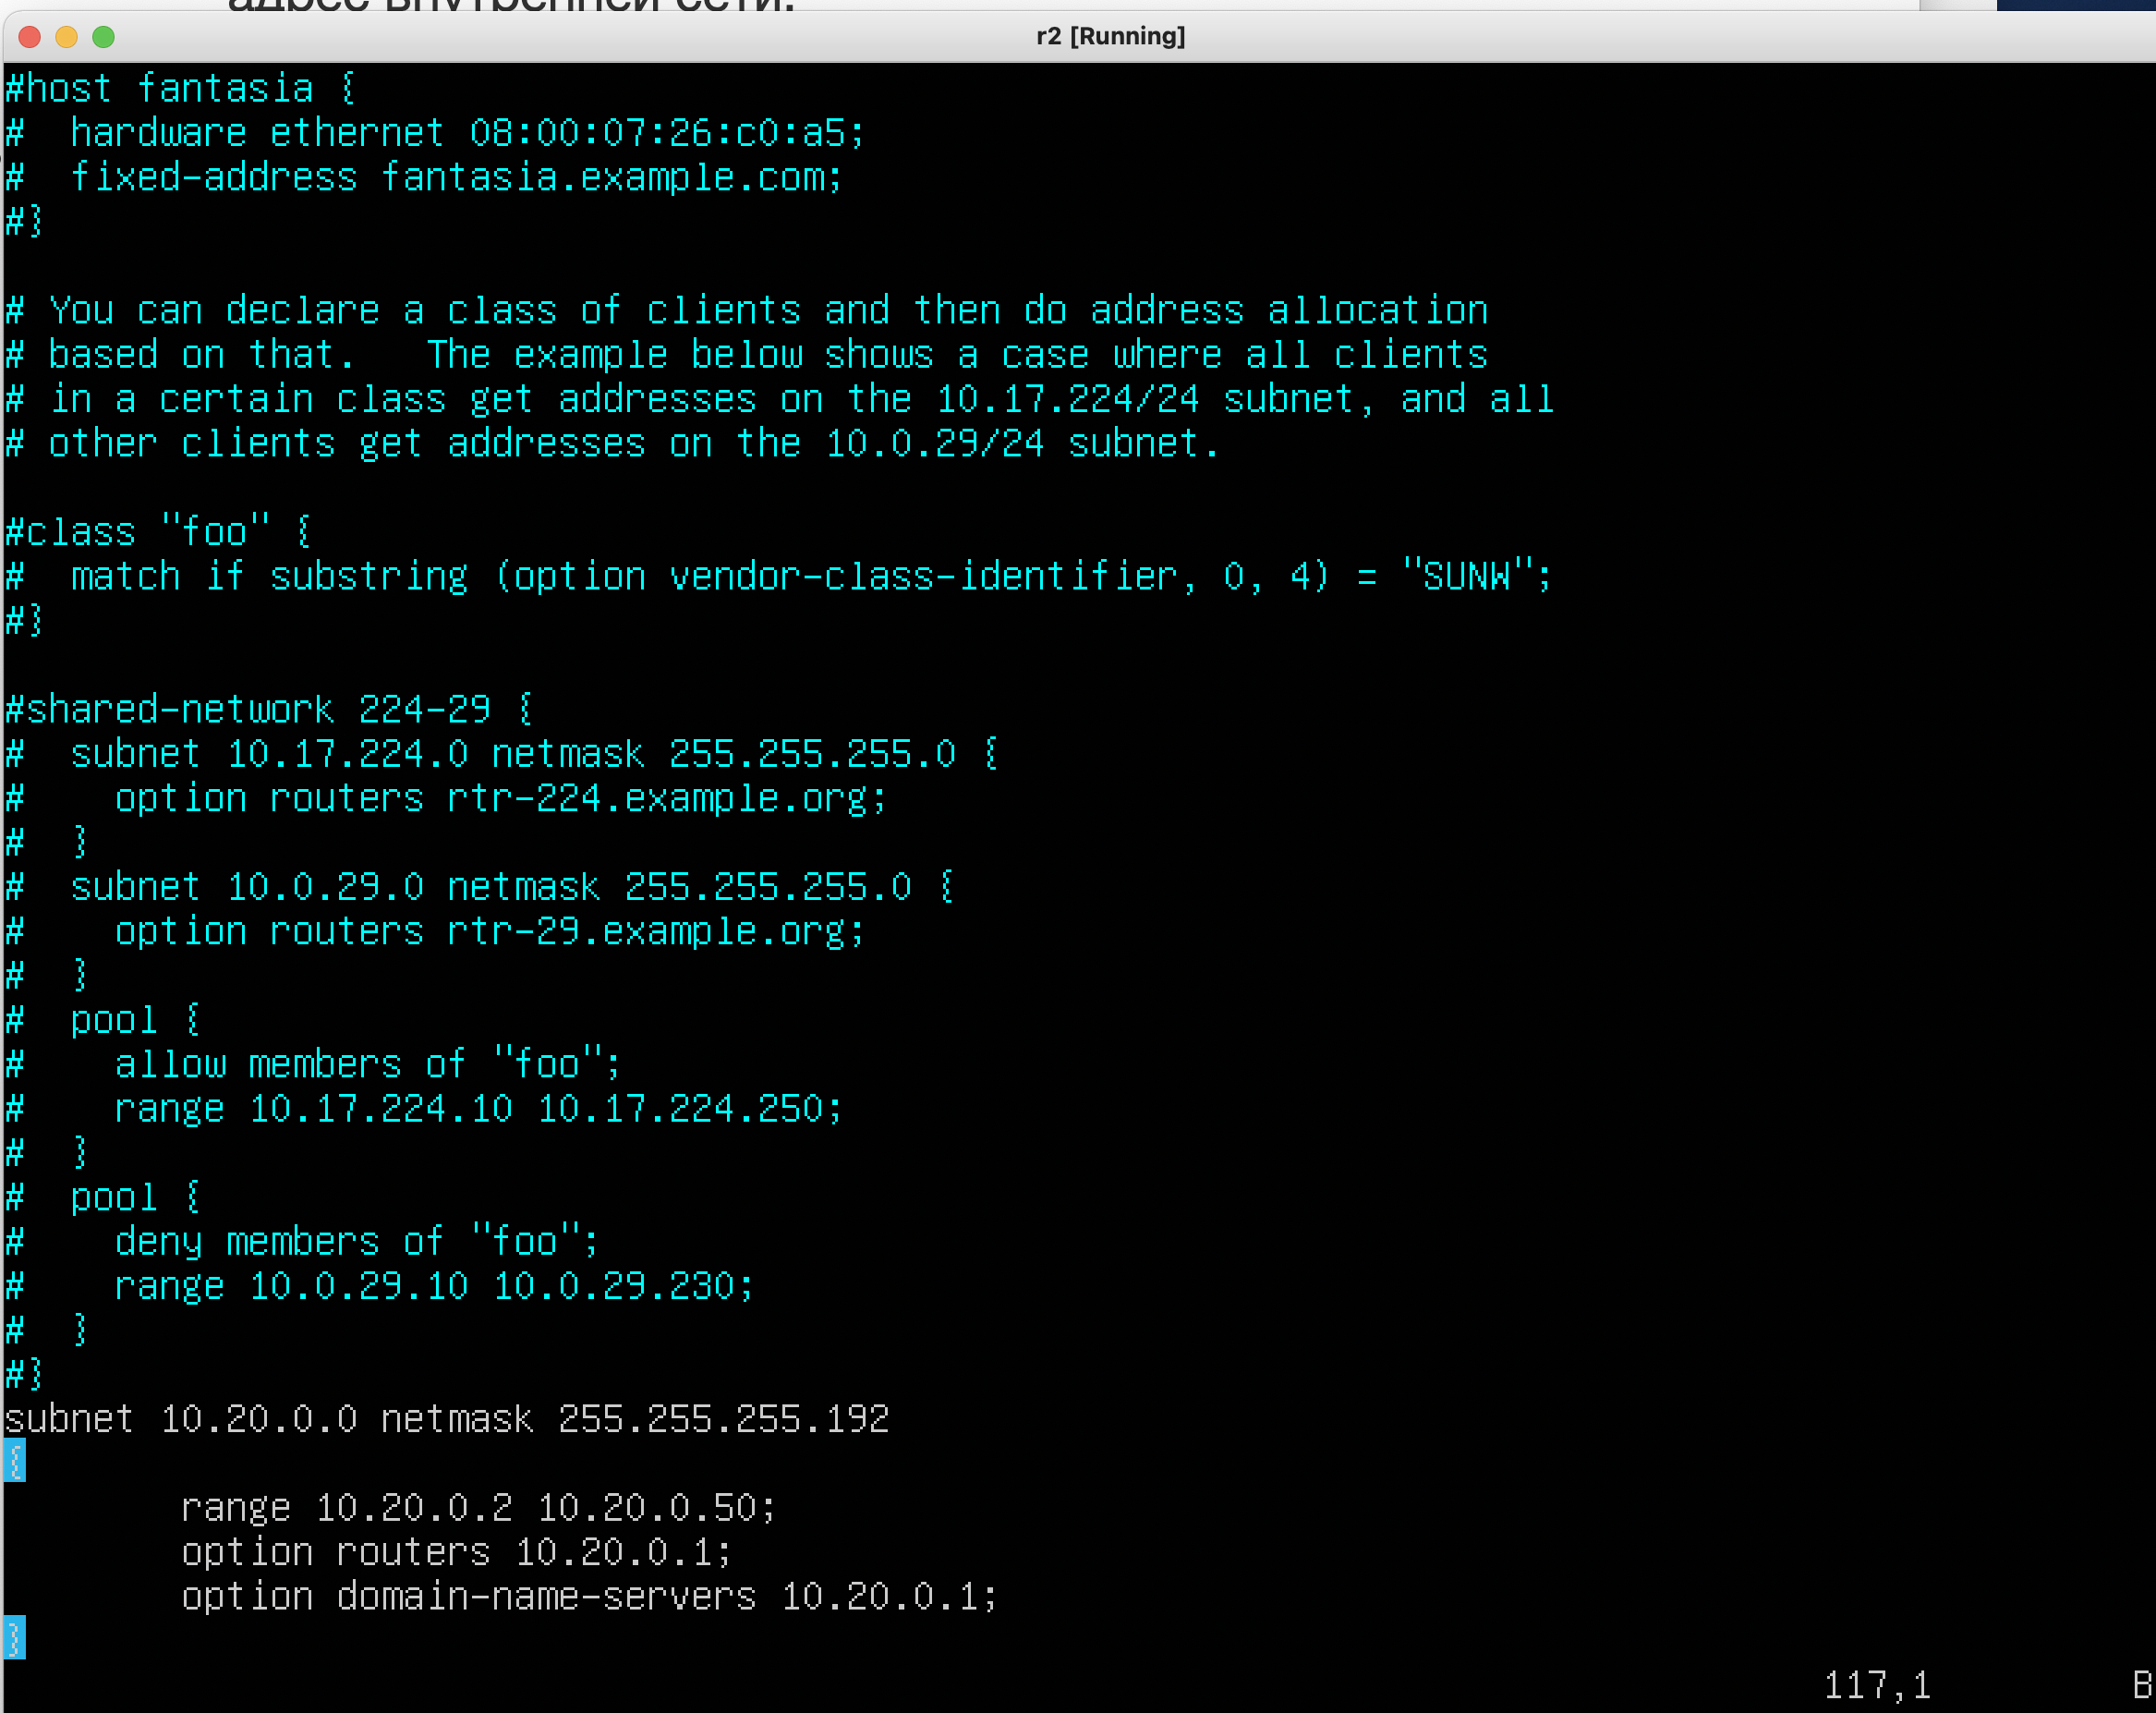 адрес внутренней сети.
r2 [Running]
#host fantasia {
#  hardware ethernet 08:00:07:26:c0:a5;
#  fixed-address fantasia.example.com;
#}
# You can declare a class of clients and then do address allocation
# based on that.   The example below shows a case where all clients
# in a certain class get addresses on the 10.17.224/24 subnet, and all
# other clients get addresses on the 10.0.29/24 subnet.
#class "foo" {
#  match if substring (option vendor-class-identifier, 0, 4) = "SUNW";
#}
#shared-network 224-29 {
#  subnet 10.17.224.0 netmask 255.255.255.0 {
#    option routers rtr-224.example.org;
#  }
#  subnet 10.0.29.0 netmask 255.255.255.0 {
#    option routers rtr-29.example.org;
#  }
#  pool {
#    allow members of "foo";
#    range 10.17.224.10 10.17.224.250;
#  }
#  pool {
#    deny members of "foo";
#    range 10.0.29.10 10.0.29.230;
#  }
#}
subnet 10.20.0.0 netmask 255.255.255.192
{
        range 10.20.0.2 10.20.0.50;
        option routers 10.20.0.1;
        option domain-name-servers 10.20.0.1;
}
117,1 B